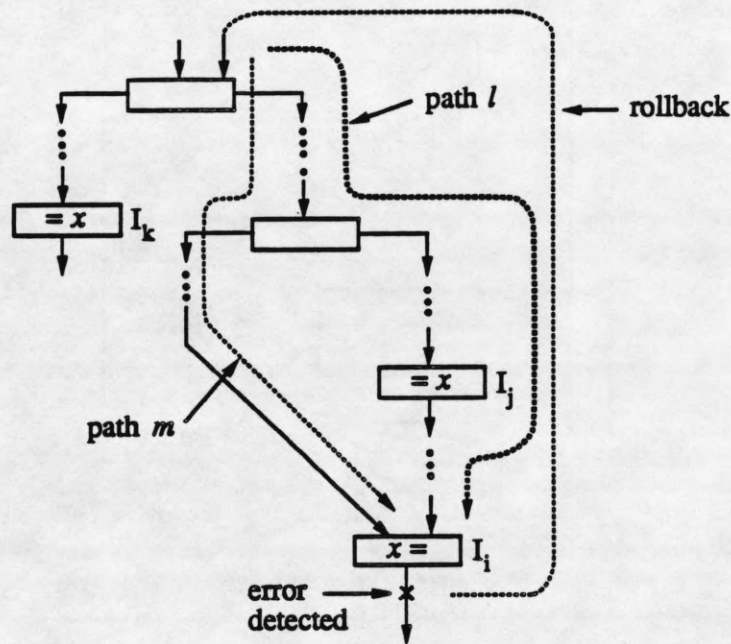 path l
rollback
= x I_k
= x I_j
path m
x = I_i
error
detected